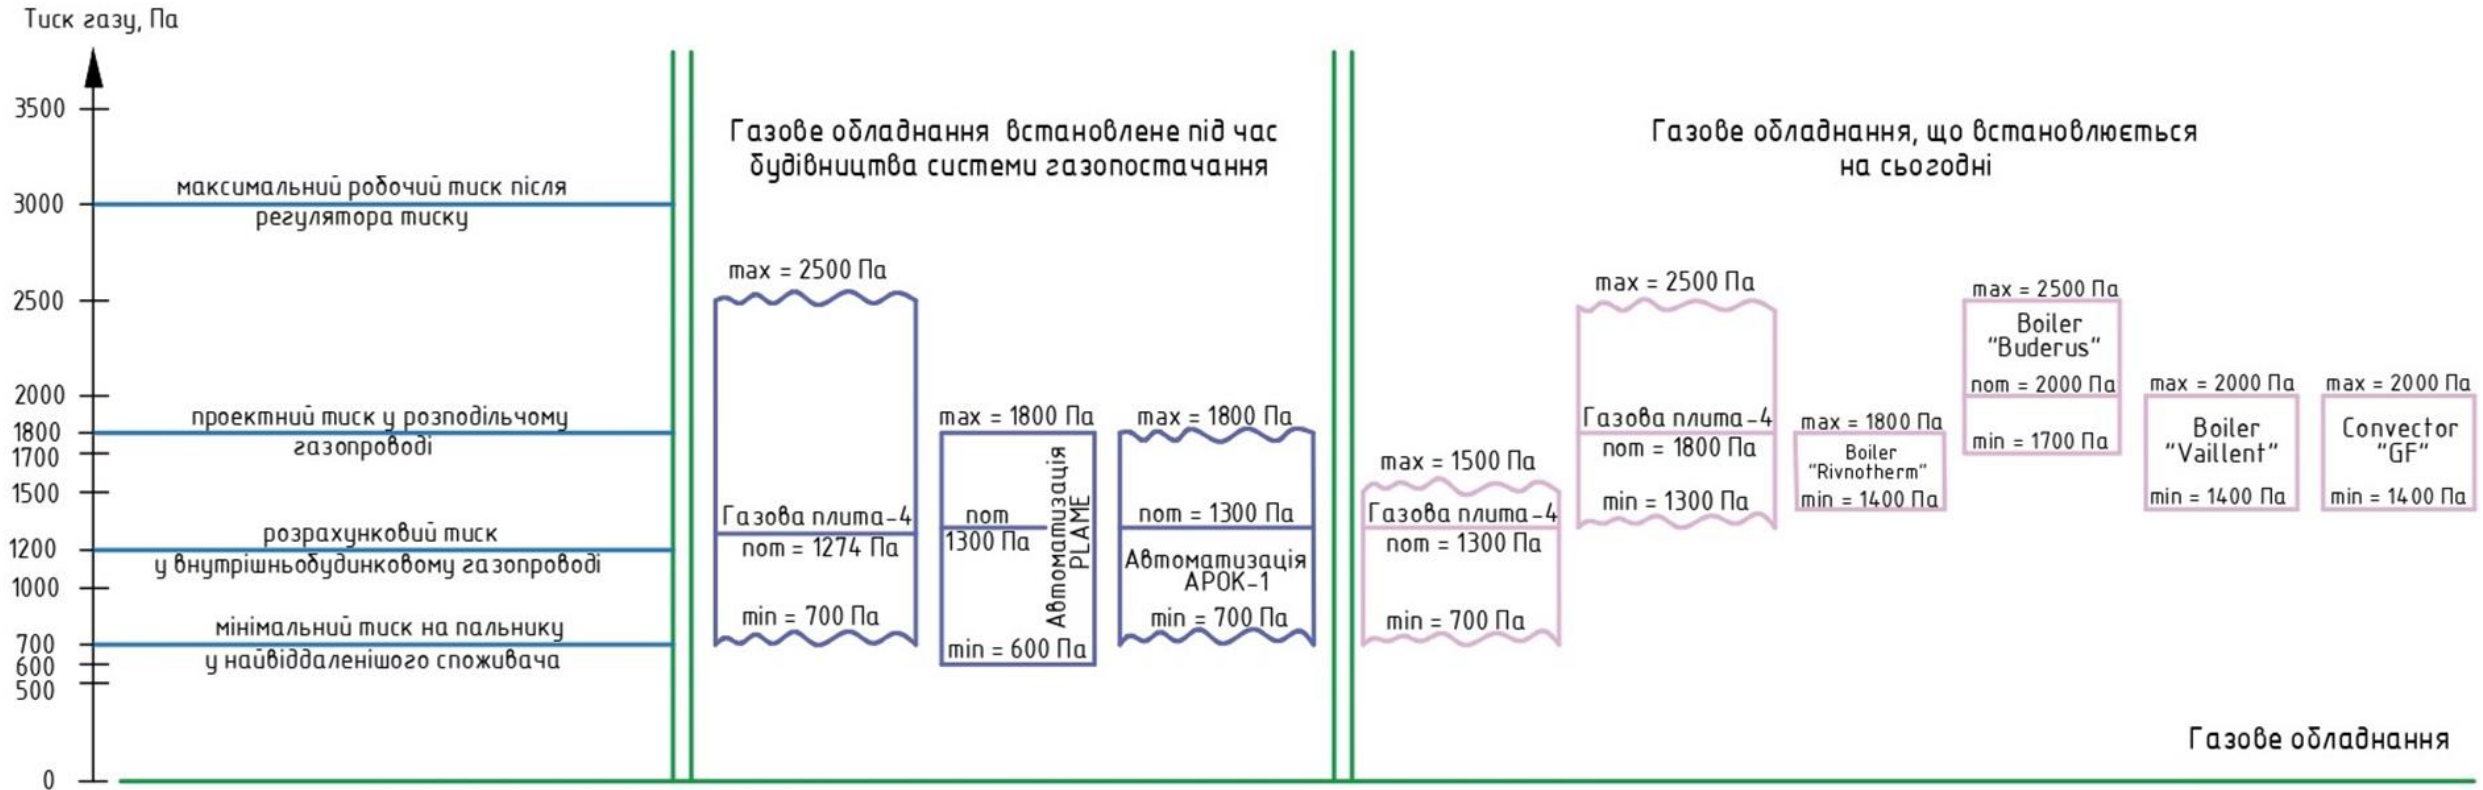 Тиск газу, Па
3500
3000
2500
2000
1800
1700
1500
1200
1000
700
600
500
0
максимальний робочий тиск після
регулятора тиску
проектний тиск у розподільчому
газопроводі
розрахунковий тиск
у внутрішньобудинковому газопроводі
мінімальний тиск на пальнику
у найвіддаленішого споживача
Газове обладнання встановлене під час
будівництва системи газопостачання
max = 2500 Па
Газова плита-4
nom = 1274 Па
min = 700 Па
max = 1800 Па
nom
1300 Па
Автоматизація
PLAME
min = 600 Па
max = 1800 Па
nom = 1300 Па
Автоматизація
АРОК-1
min = 700 Па
Газове обладнання, що встановлюється
на сьогодні
max = 1500 Па
Газова плита-4
nom = 1300 Па
min = 700 Па
max = 2500 Па
Газова плита-4
nom = 1800 Па
min = 1300 Па
max = 1800 Па
Boiler
"Rivnotherm"
min = 1400 Па
max = 2500 Па
Boiler
"Buderus"
nom = 2000 Па
min = 1700 Па
max = 2000 Па
Boiler
"Vaillent"
min = 1400 Па
max = 2000 Па
Convector
"GF"
min = 1400 Па
Газове обладнання